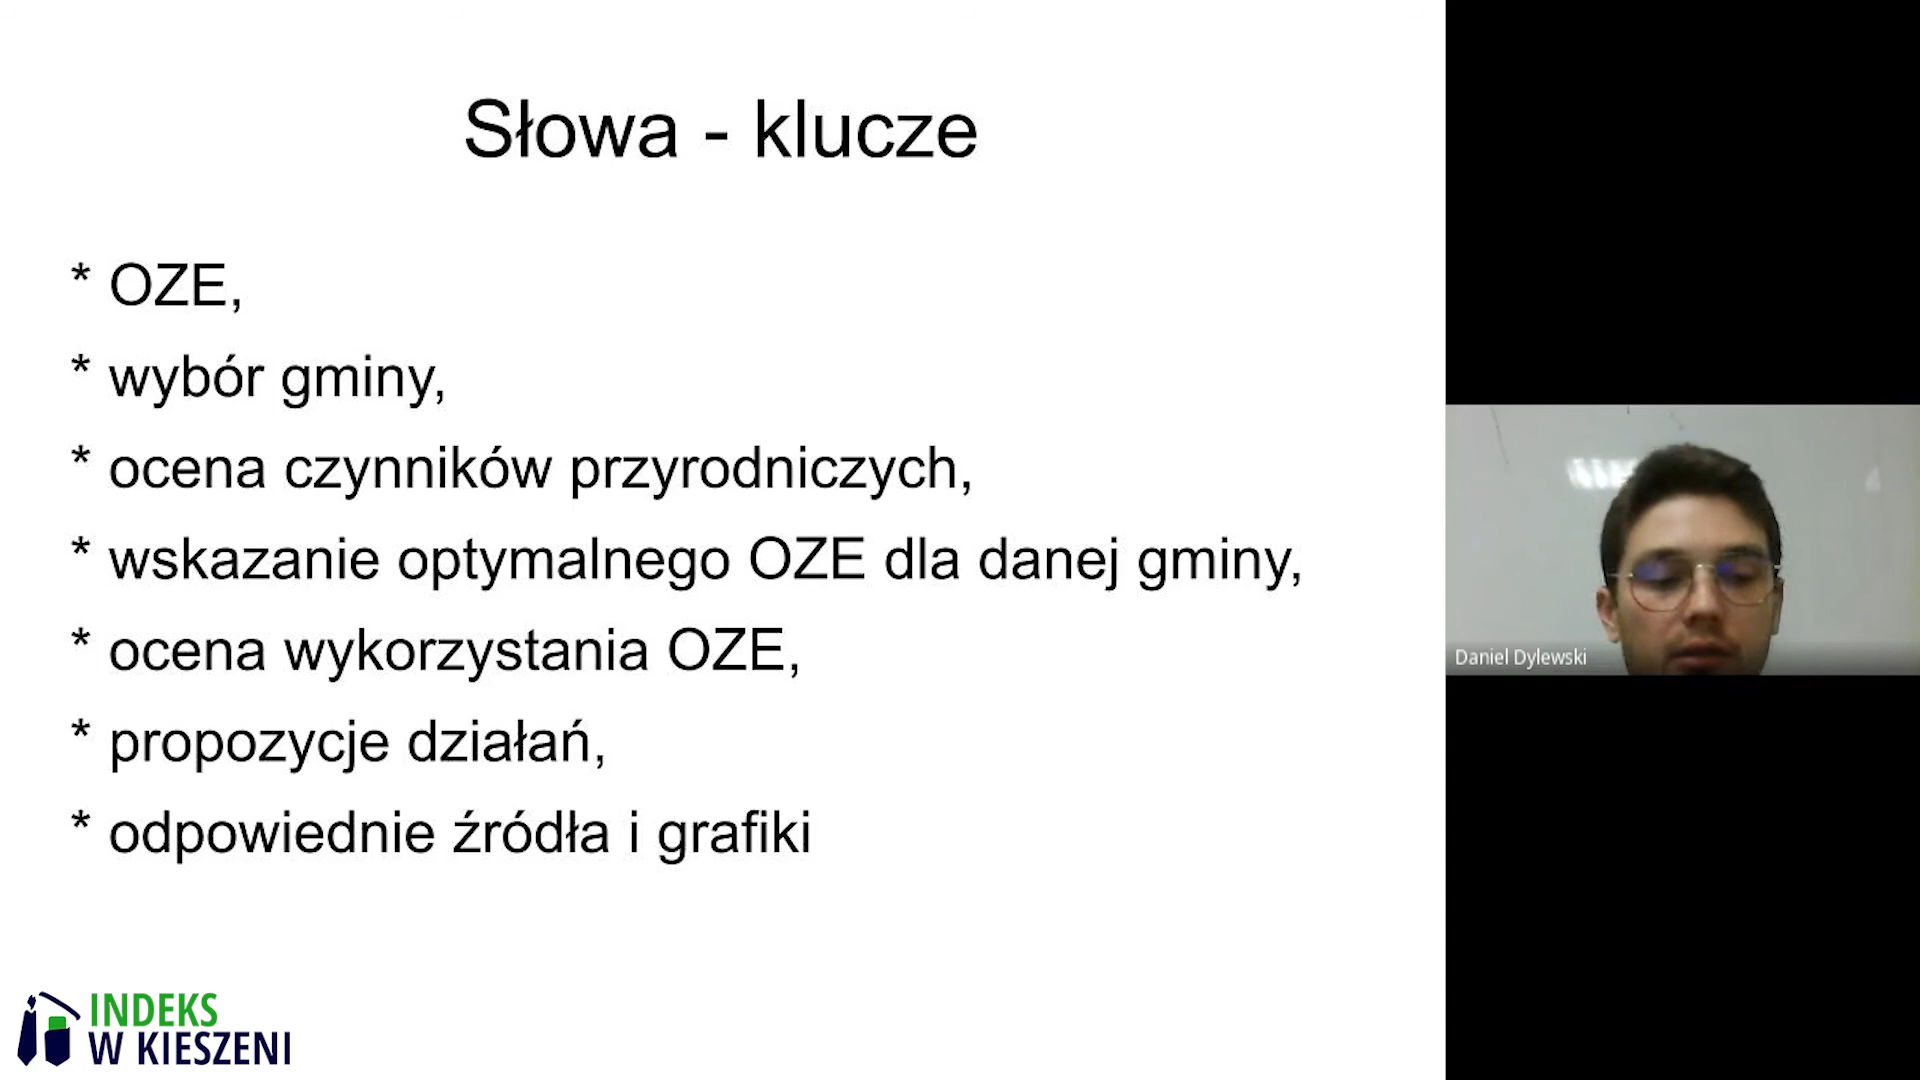 Słowa - klucze
* OZE,
* wybór gminy,
* ocena czynników przyrodniczych,
* wskazanie optymalnego OZE dla danej gminy,
* ocena wykorzystania OZE,
* propozycje działań,
* odpowiednie źródła i grafiki
Daniel Dylewski
INDEKS
W KIESZENI